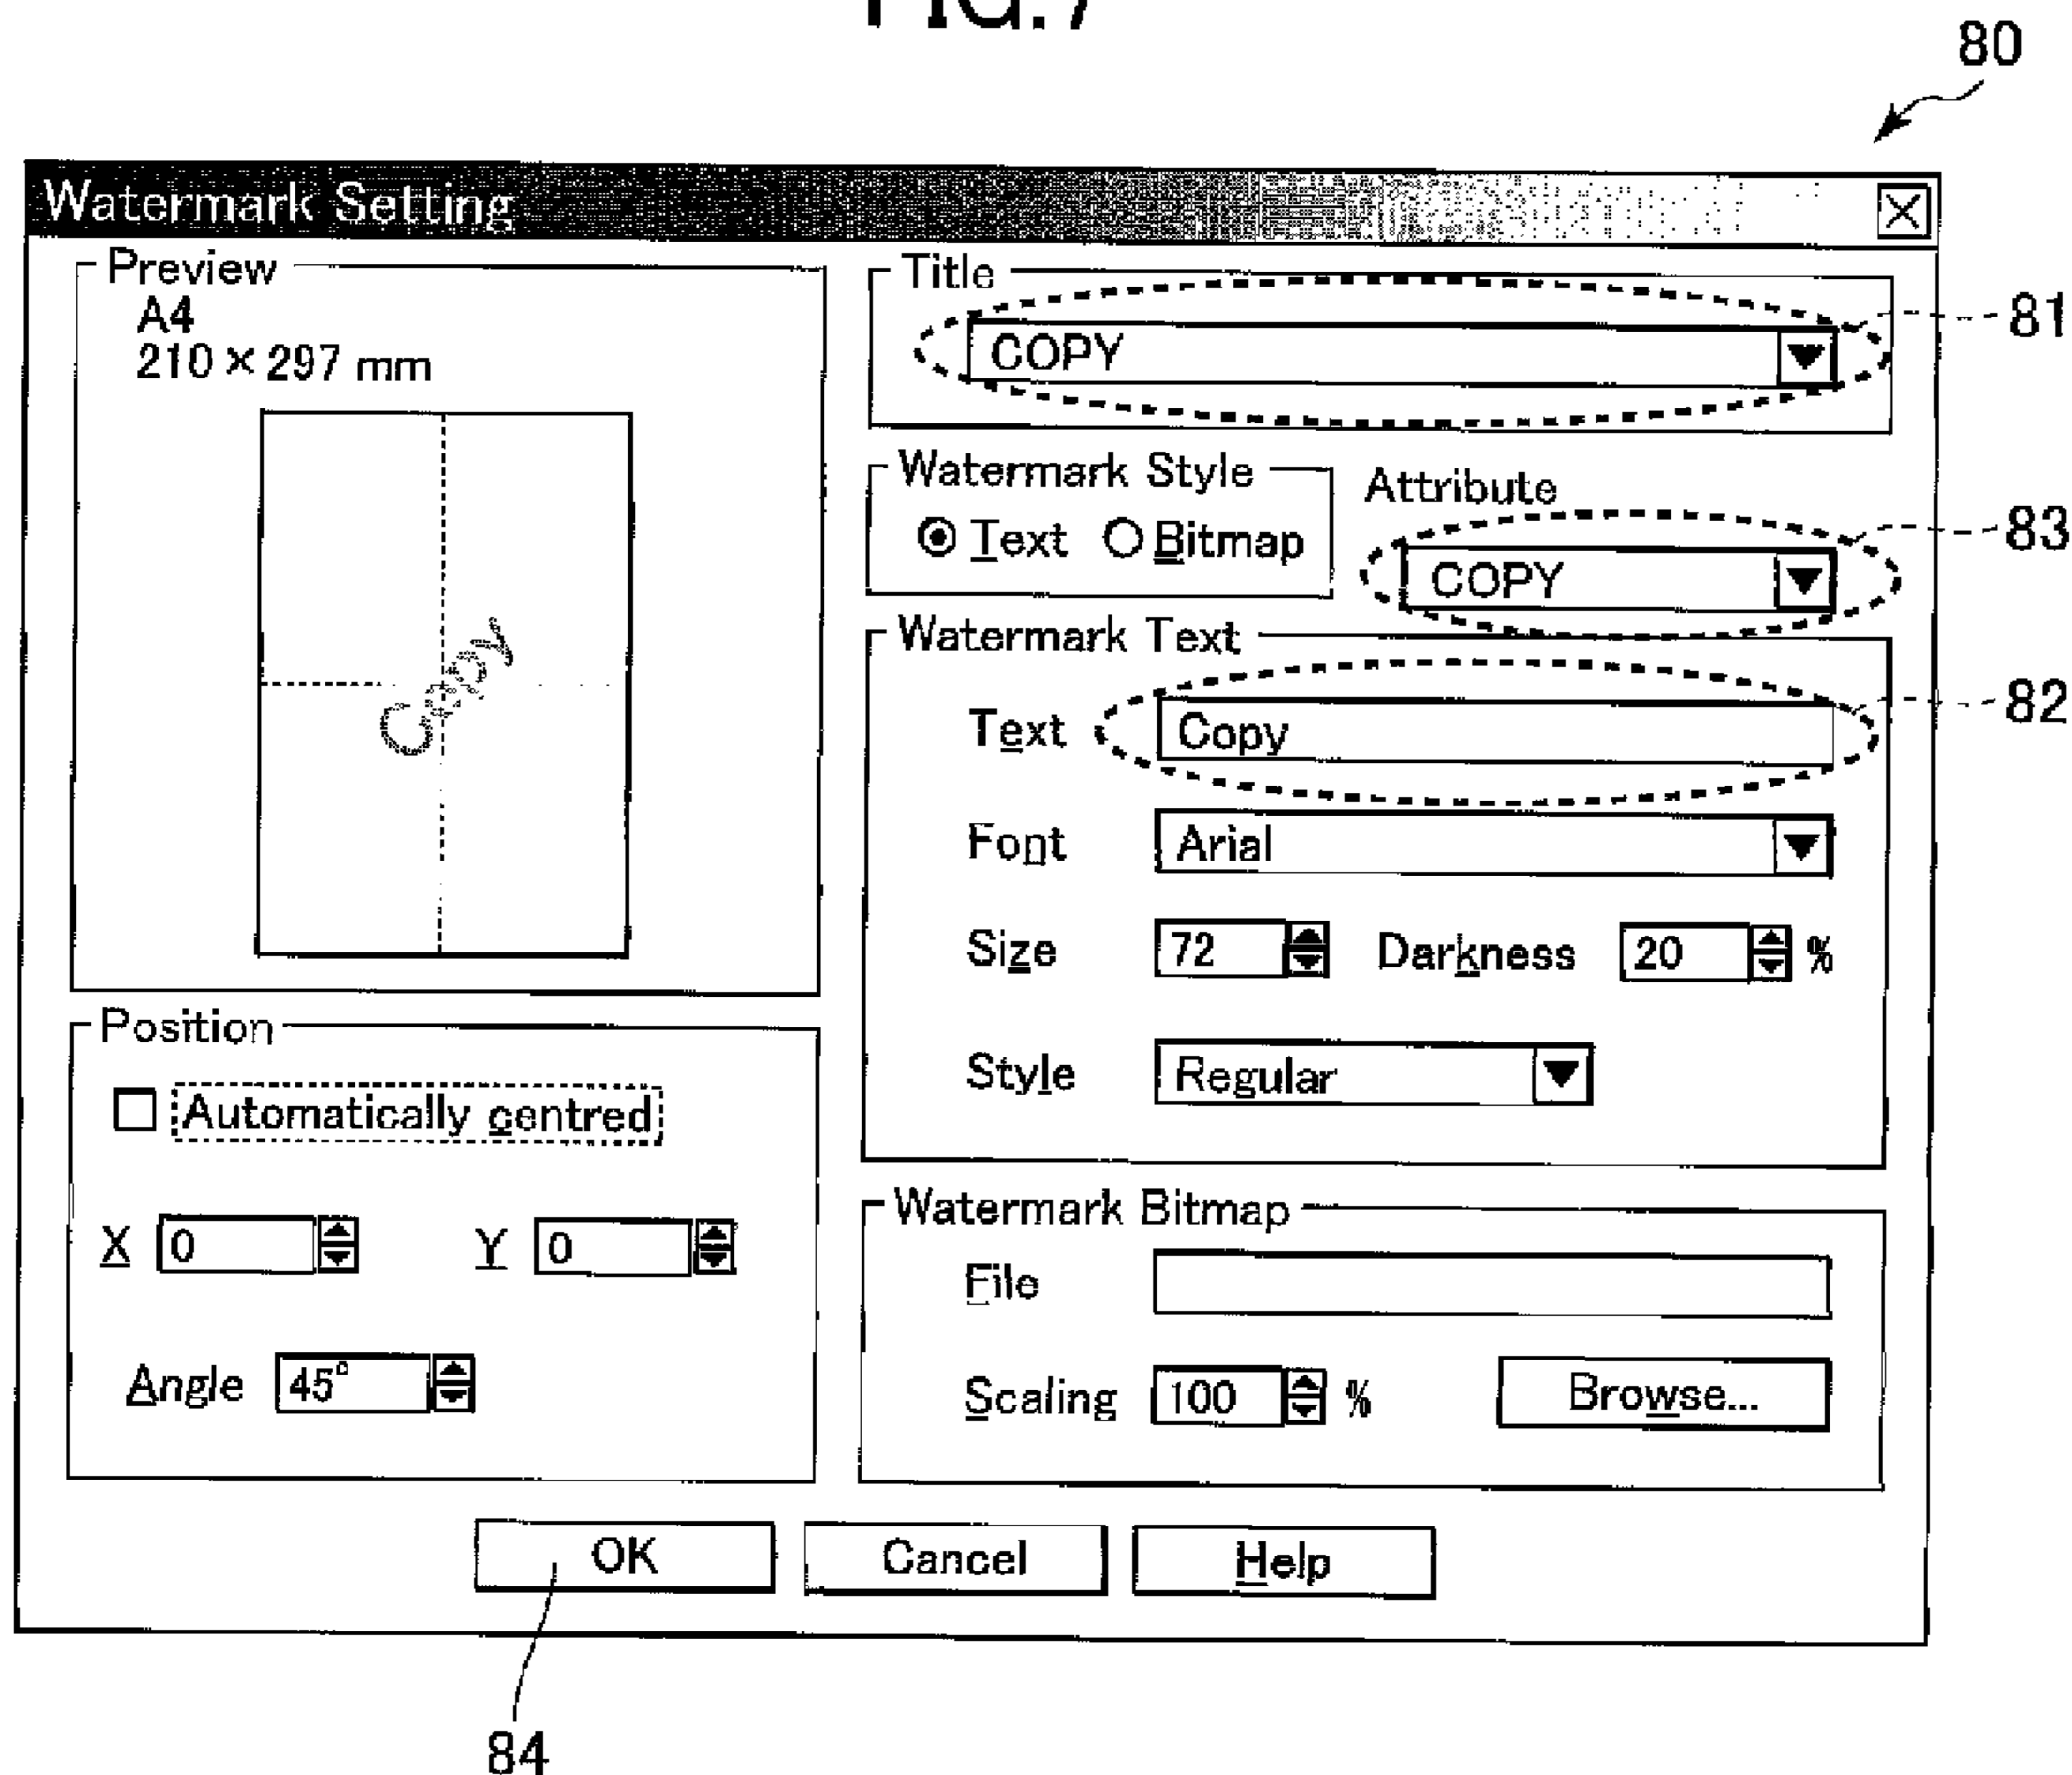 FIG.7
80
Watermark Setting
Preview
A4
210 × 297 mm
Copy
Title
COPY
81
Watermark Style
Text Bitmap
Attribute
COPY
83
Watermark Text
Text Copy
82
Font Arial
Size 72 Darkness 20 %
Style Regular
Position
Automatically centred
X 0 Y 0
Angle 45°
Watermark Bitmap
File
Scaling 100 % Browse...
OK Cancel Help
84